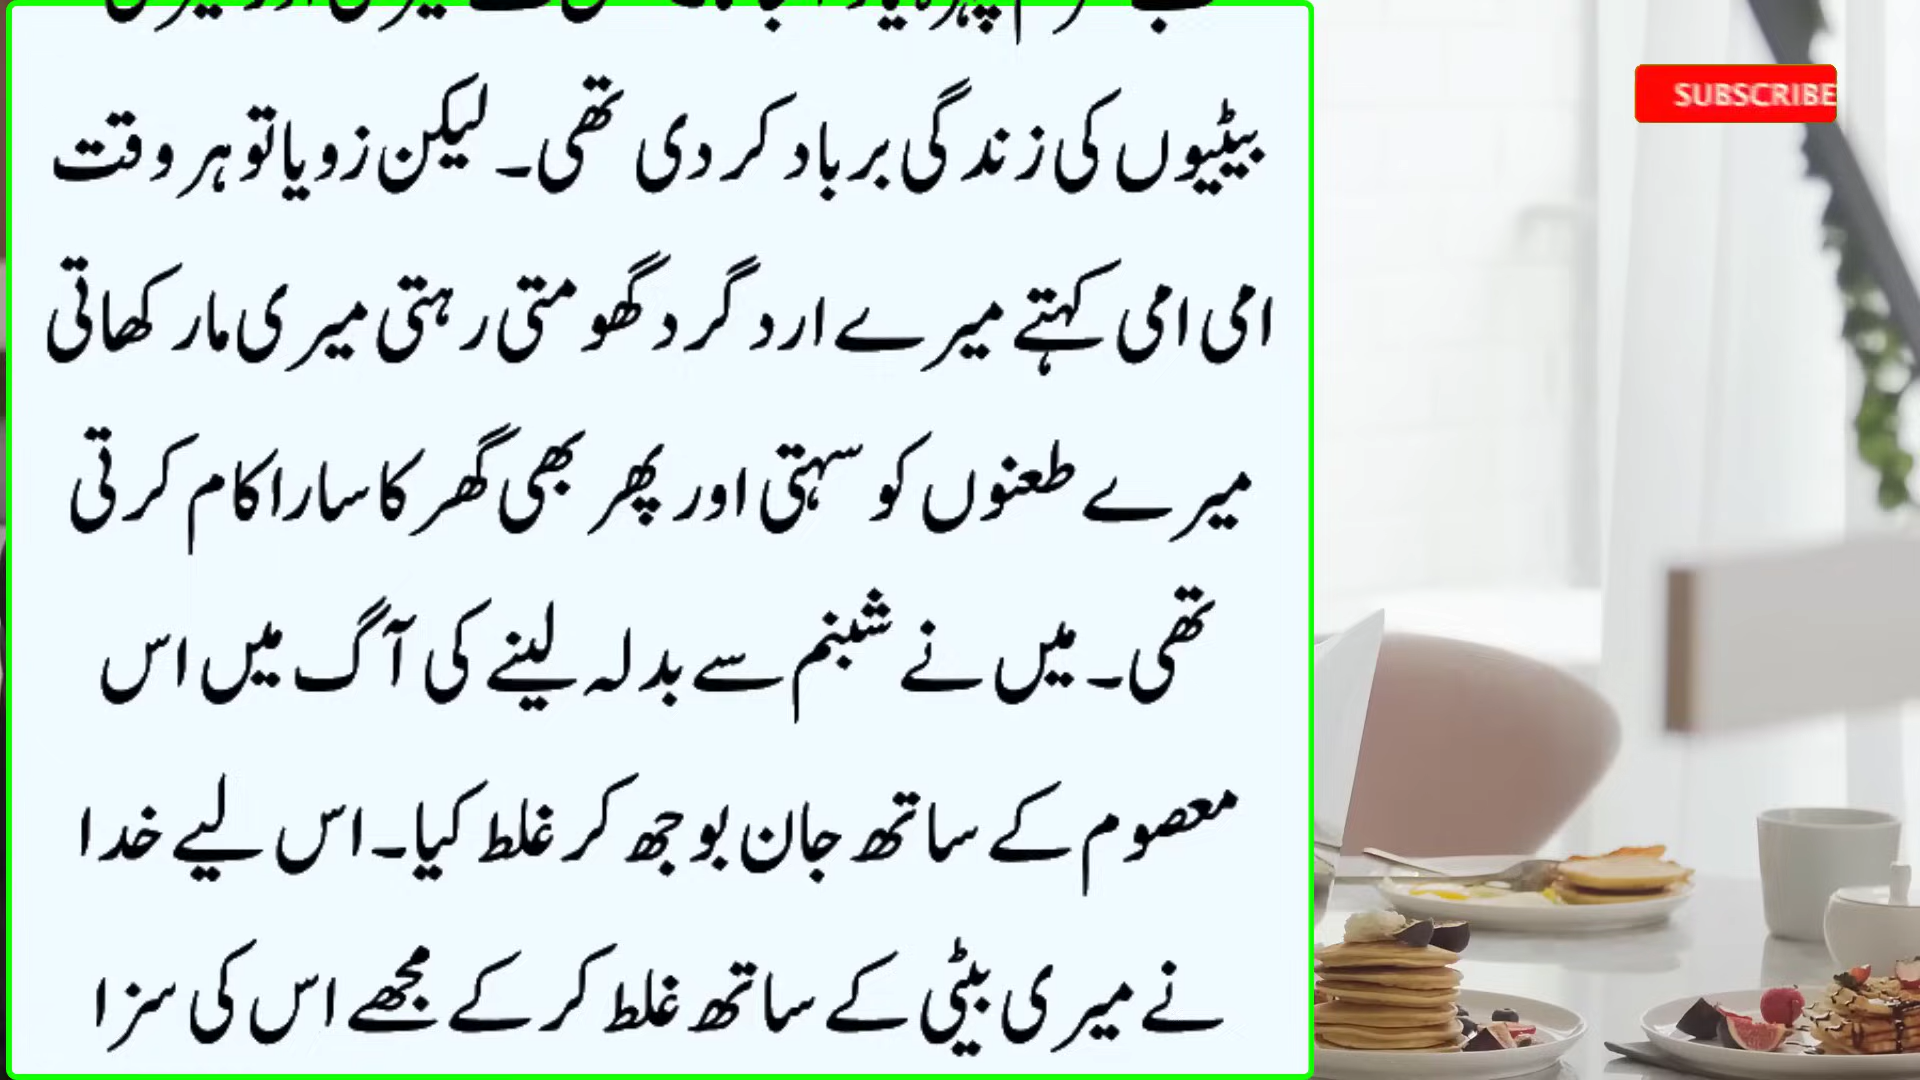 بیٹیوں کی زندگی برباد کر دی تھی۔ لیکن زویا تو ہر وقت
امی امی کہتے میرے ارد گرد گھومتی رہتی میری مار کھاتی
میرے طعنوں کو سہتی اور پھر بھی گھر کا سارا کام کرتی
تھی۔ میں نے شبنم سے بدلہ لینے کی آگ میں اس
معصوم کے ساتھ جان بوجھ کر غلط کیا۔ اس لیے خدا
نے میری بیٹی کے ساتھ غلط کر کے مجھے اس کی سزا
SUBSCRIBE